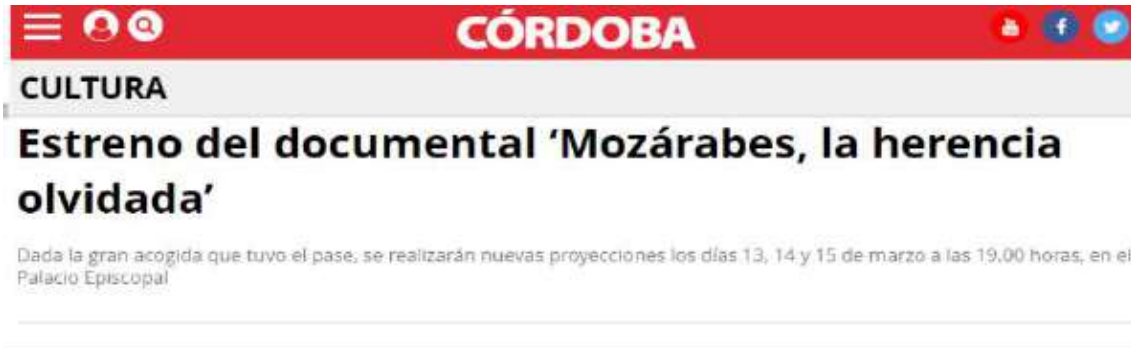 CÓRDOBA
CULTURA
Estreno del documental ‘Mozárabes, la herencia
olvidada’
Dada la gran acogida que tuvo el pase, se realizarán nuevas proyecciones los días 13, 14 y 15 de marzo a las 19.00 horas, en el
Palacio Episcopal